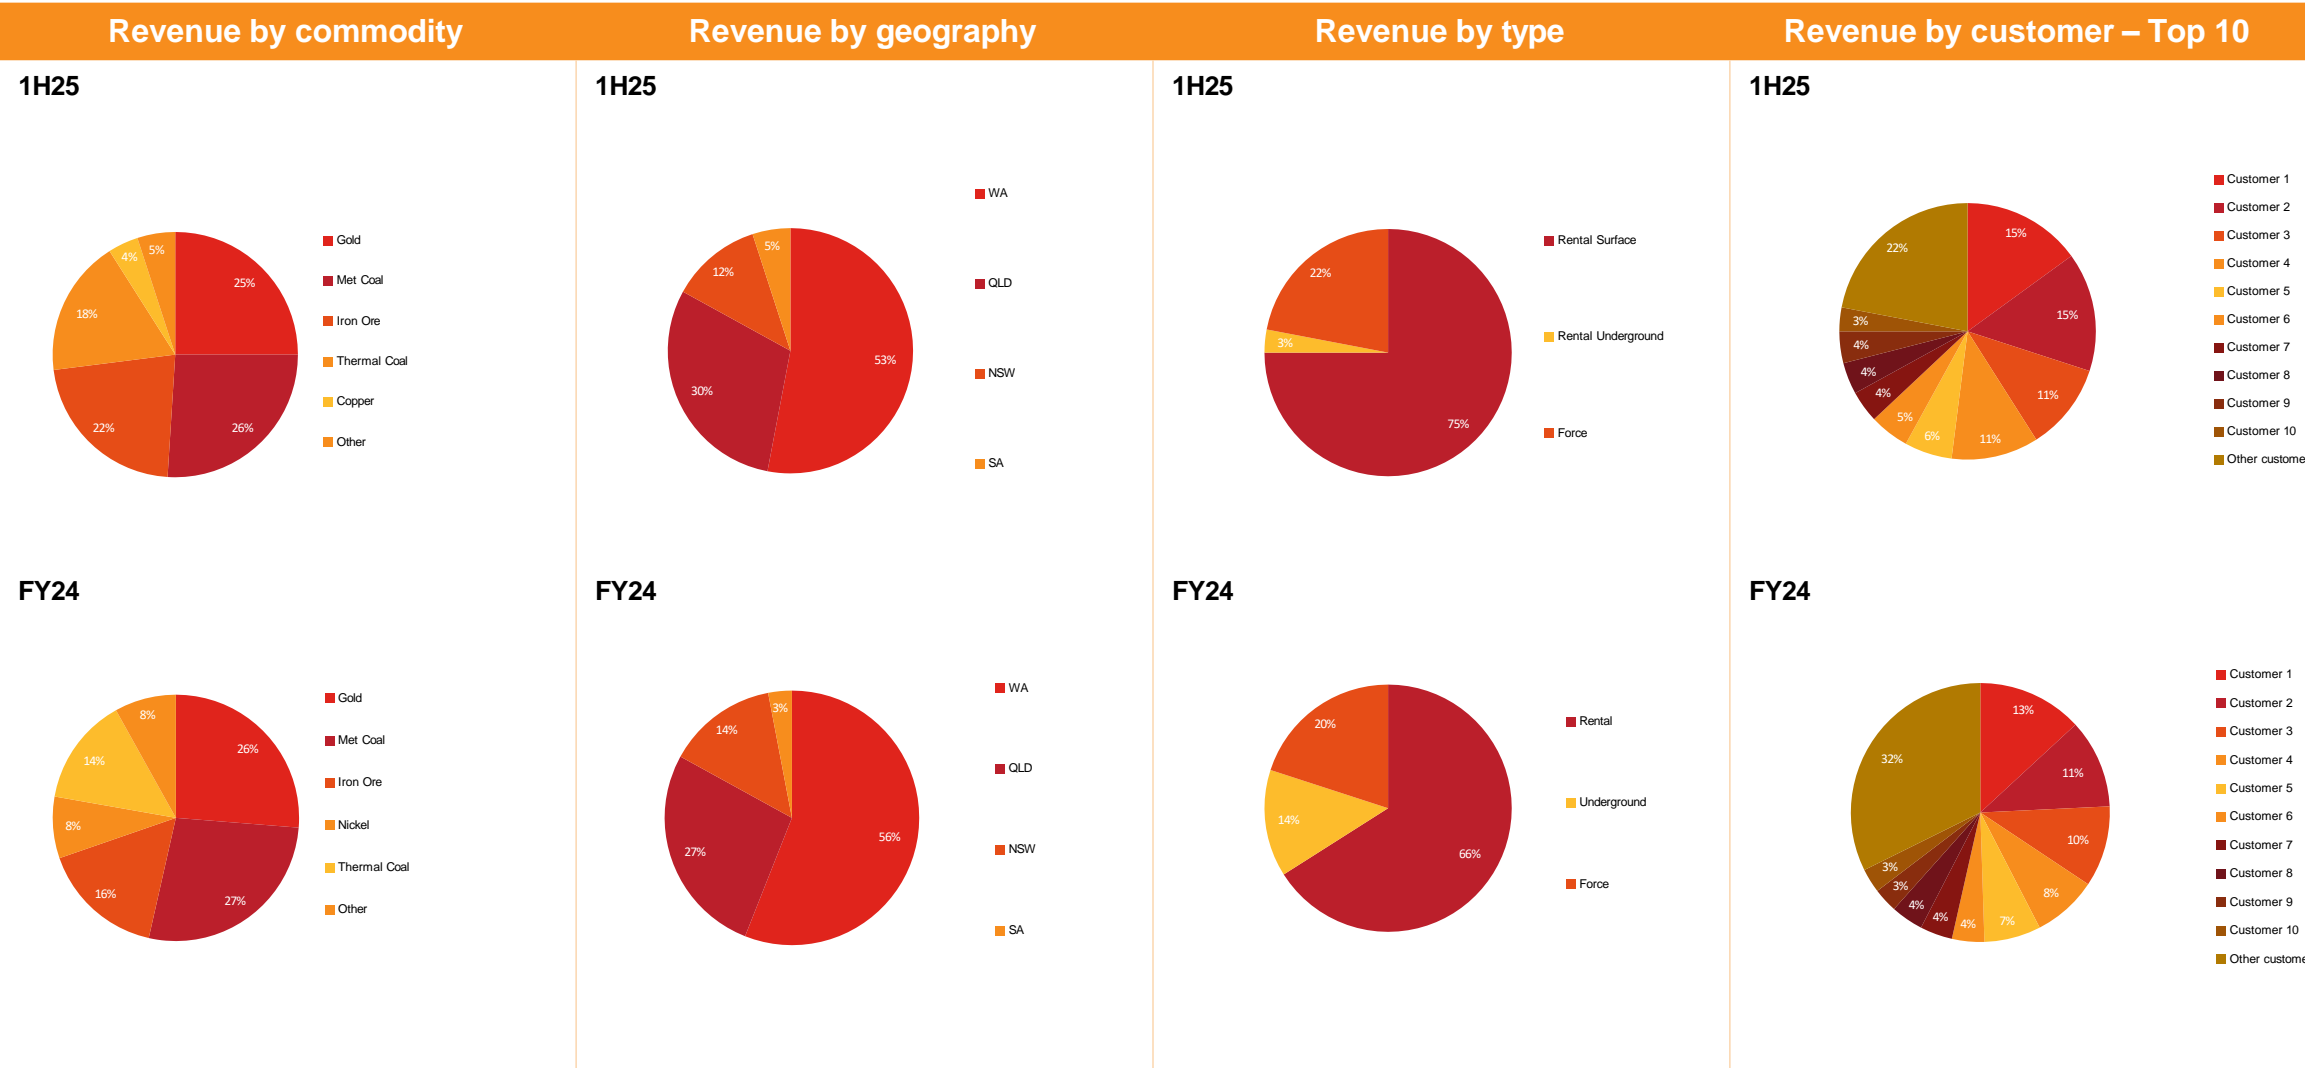 Revenue by commodity
Revenue by geography
Revenue by type
Revenue by customer – Top 10
1H25
25%
26%
22%
18%
4%
5%
Gold
Met Coal
Iron Ore
Thermal Coal
Copper
Other
1H25
53%
30%
12%
5%
WA
QLD
NSW
SA
1H25
75%
3%
22%
Rental Surface
Rental Underground
Force
1H25
15%
15%
11%
11%
6%
5%
4%
4%
4%
3%
22%
Customer 1
Customer 2
Customer 3
Customer 4
Customer 5
Customer 6
Customer 7
Customer 8
Customer 9
Customer 10
Other custome
FY24
26%
27%
16%
8%
14%
8%
Gold
Met Coal
Iron Ore
Nickel
Thermal Coal
Other
FY24
56%
27%
14%
3%
WA
QLD
NSW
SA
FY24
66%
14%
20%
Rental
Underground
Force
FY24
13%
11%
10%
8%
7%
4%
4%
4%
3%
3%
32%
Customer 1
Customer 2
Customer 3
Customer 4
Customer 5
Customer 6
Customer 7
Customer 8
Customer 9
Customer 10
Other custome